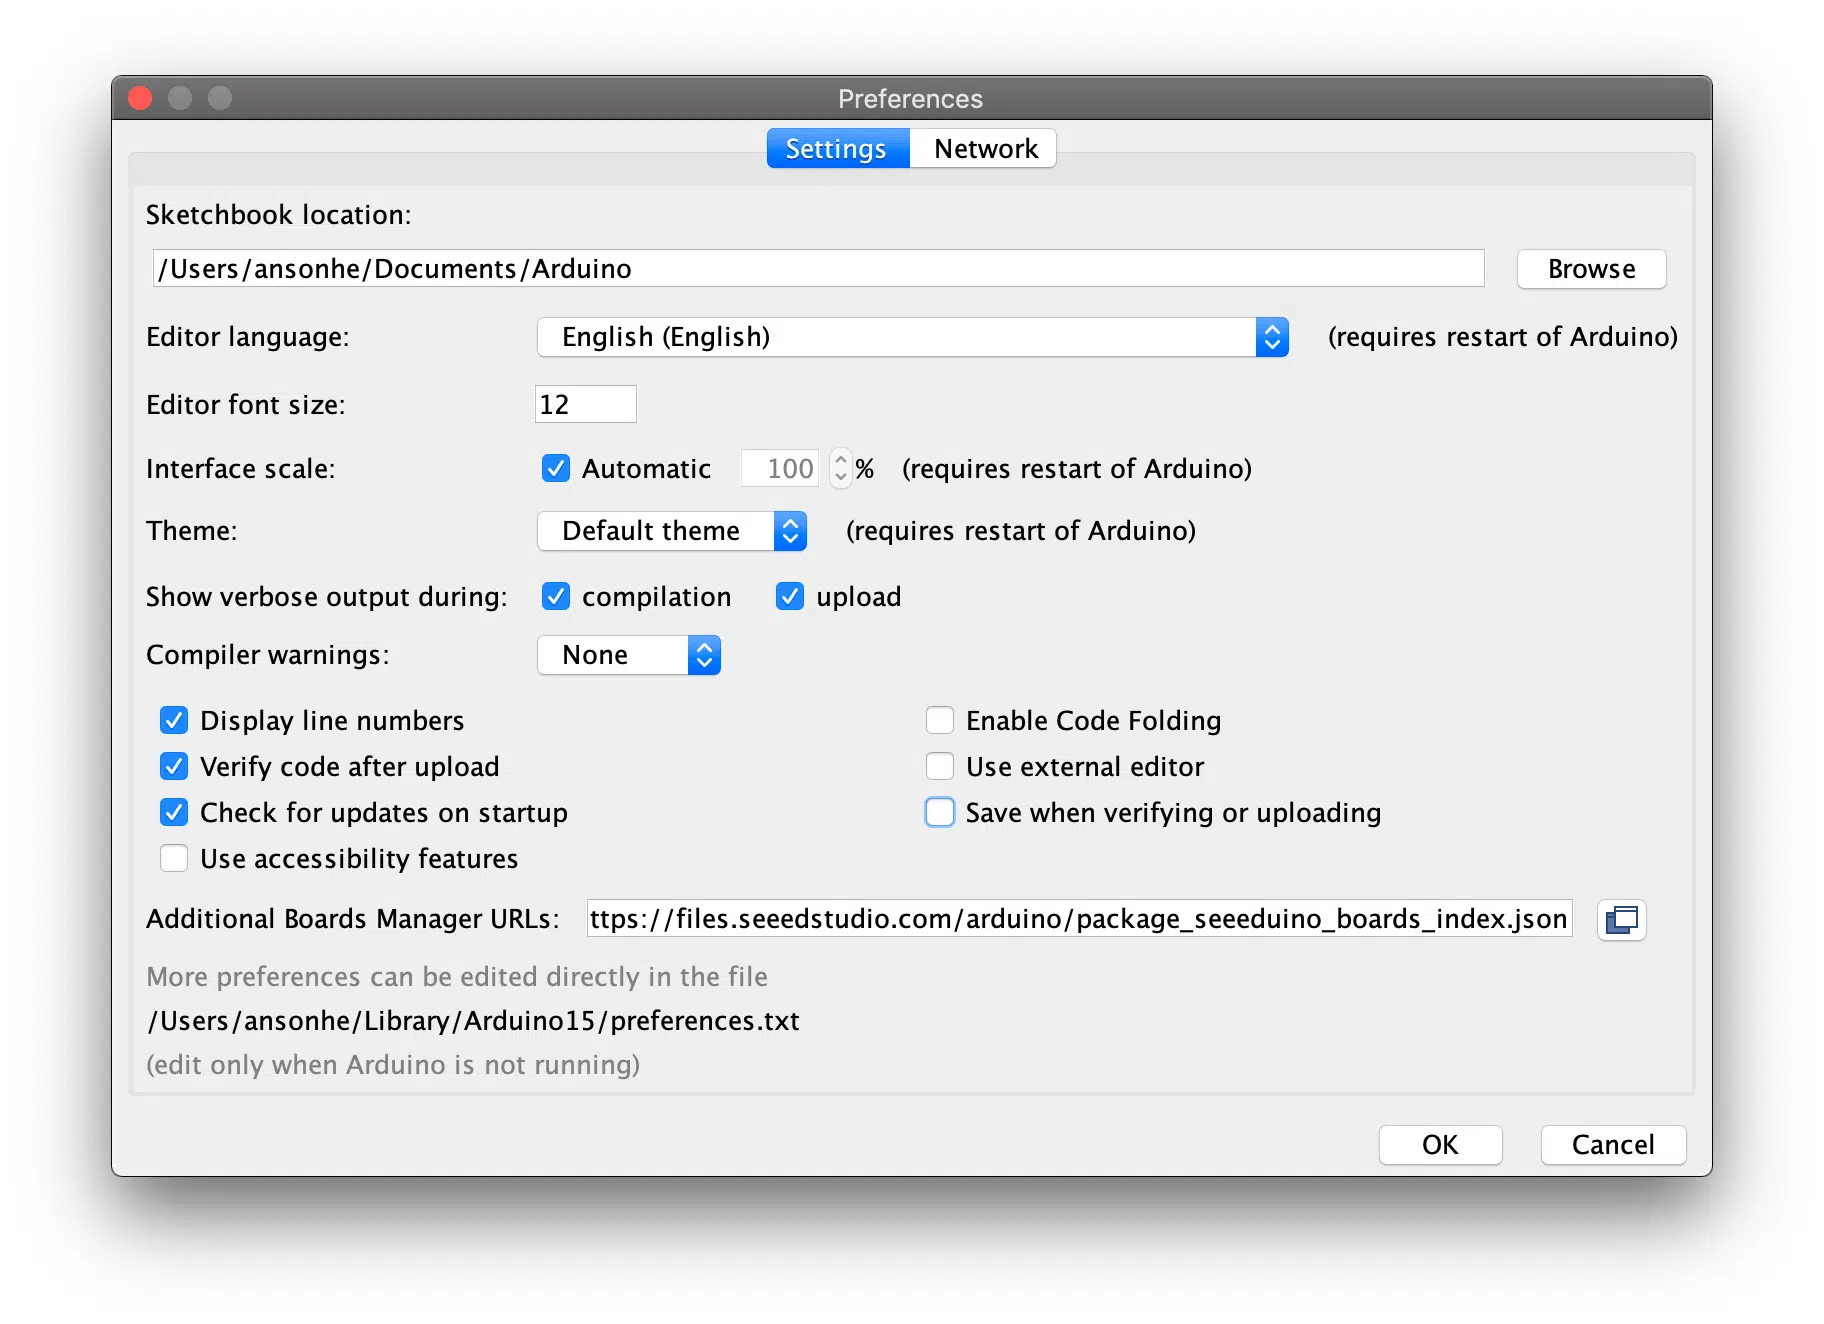 Preferences
Settings Network
Sketchbook location:
/Users/ansonhe/Documents/Arduino Browse
Editor language: English (English) (requires restart of Arduino)
Editor font size: 12
Interface scale: Automatic 100 % (requires restart of Arduino)
Theme: Default theme (requires restart of Arduino)
Show verbose output during: compilation upload
Compiler warnings: None
Display line numbers Enable Code Folding
Verify code after upload Use external editor
Check for updates on startup Save when verifying or uploading
Use accessibility features
Additional Boards Manager URLs: ttps://files.seeedstudio.com/arduino/package_seeeduino_boards_index.json
More preferences can be edited directly in the file
/Users/ansonhe/Library/Arduino15/preferences.txt
(edit only when Arduino is not running)
OK Cancel